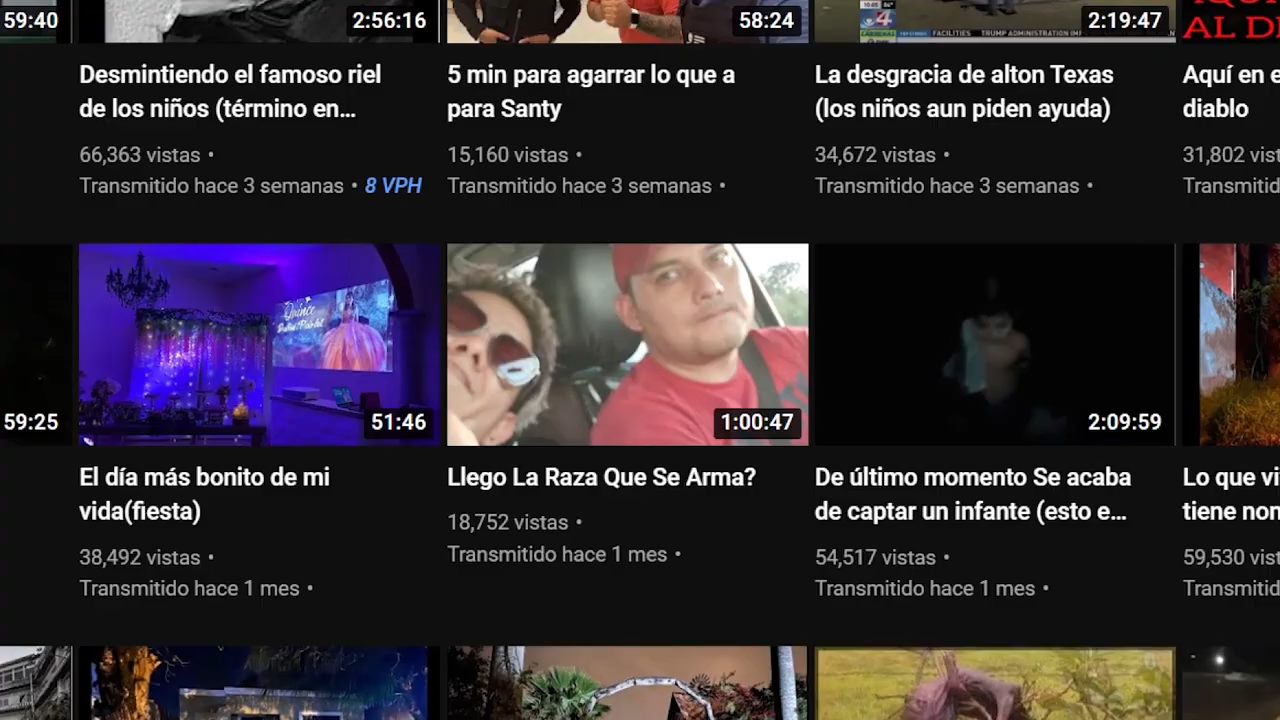 59:40
2:56:16
58:24
2:19:47
AL D
FACILITIES TRUMP ADMINISTRATION
Desmintiendo el famoso riel
de los niños (término en...
66,363 vistas •
Transmitido hace 3 semanas • 8 VPH
5 min para agarrar lo que a
para Santy
15,160 vistas •
Transmitido hace 3 semanas •
La desgracia de alton Texas
(los niños aun piden ayuda)
34,672 vistas •
Transmitido hace 3 semanas •
Aquí en e
diablo
31,802 vist
Transmitid
59:25
Quince
51:46
1:00:47
2:09:59
El día más bonito de mi
vida(fiesta)
38,492 vistas •
Transmitido hace 1 mes •
Llego La Raza Que Se Arma?
18,752 vistas •
Transmitido hace 1 mes •
De último momento Se acaba
de captar un infante (esto e...
54,517 vistas •
Transmitido hace 1 mes •
Lo que vi
tiene non
59,530 vist
Transmitid